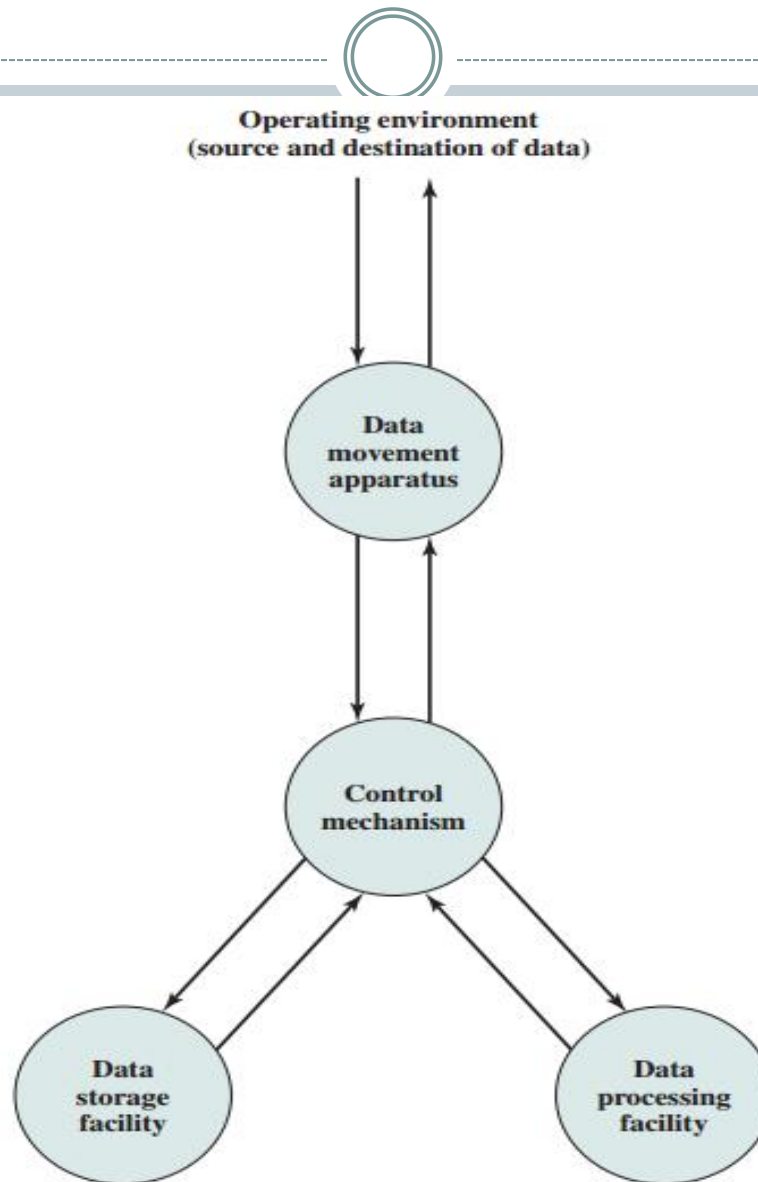 Operating environment
(source and destination of data)
Data
movement
apparatus
Control
mechanism
Data
storage
facility
Data
processing
facility